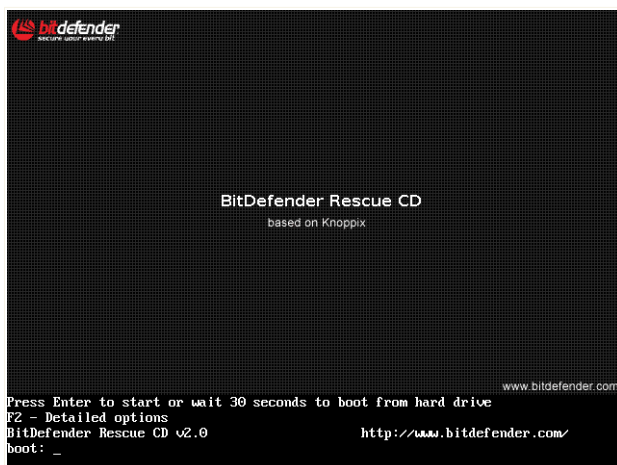 bitdefender
secure your every bit
BitDefender Rescue CD
based on Knoppix
www.bitdefender.com
Press Enter to start or wait 30 seconds to boot from hard drive
F2 - Detailed options
BitDefender Rescue CD v2.0 http://www.bitdefender.com/
boot: _